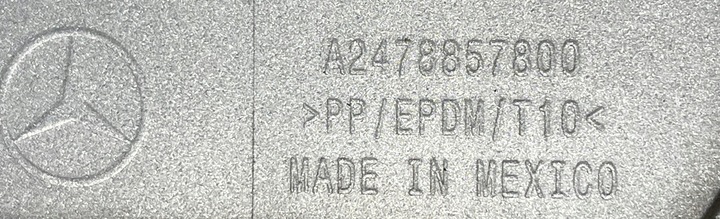 A2478857800
>PP/EPDM/T10<
MADE IN MEXICO